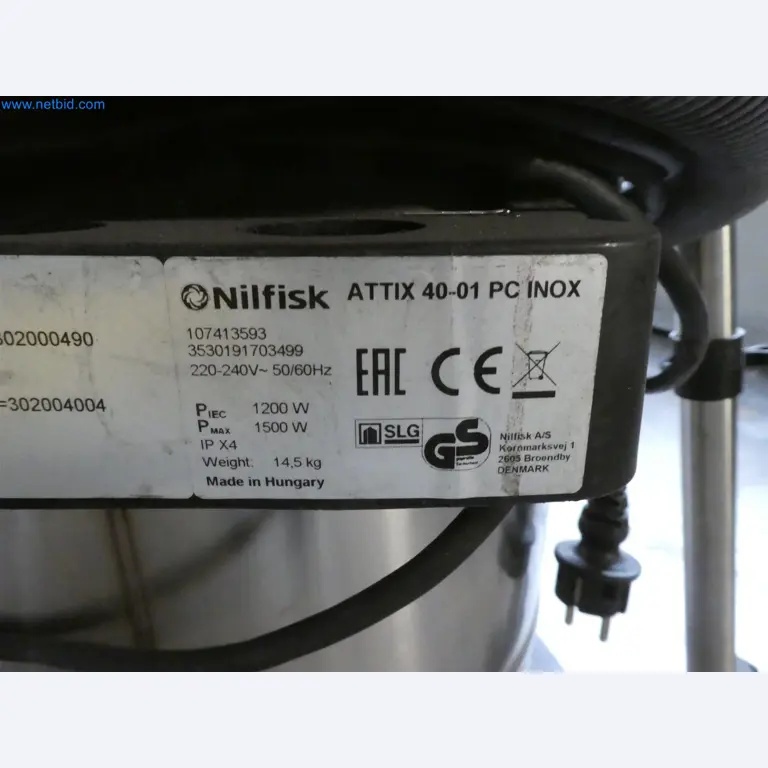 www.netbid.com
Nilfisk ATTIX 40-01 PC INOX
107413593
3530191703499
220-240V~ 50/60Hz
PIEC 1200 W
PMAX 1500 W
IP X4
Weight: 14,5 kg
Made in Hungary
302000490
=302004004
EAC CE
SLG
GS
geprüfte
Sicherheit
Nilfisk A/S
Kornmarksvej 1
2605 Broendby
DENMARK